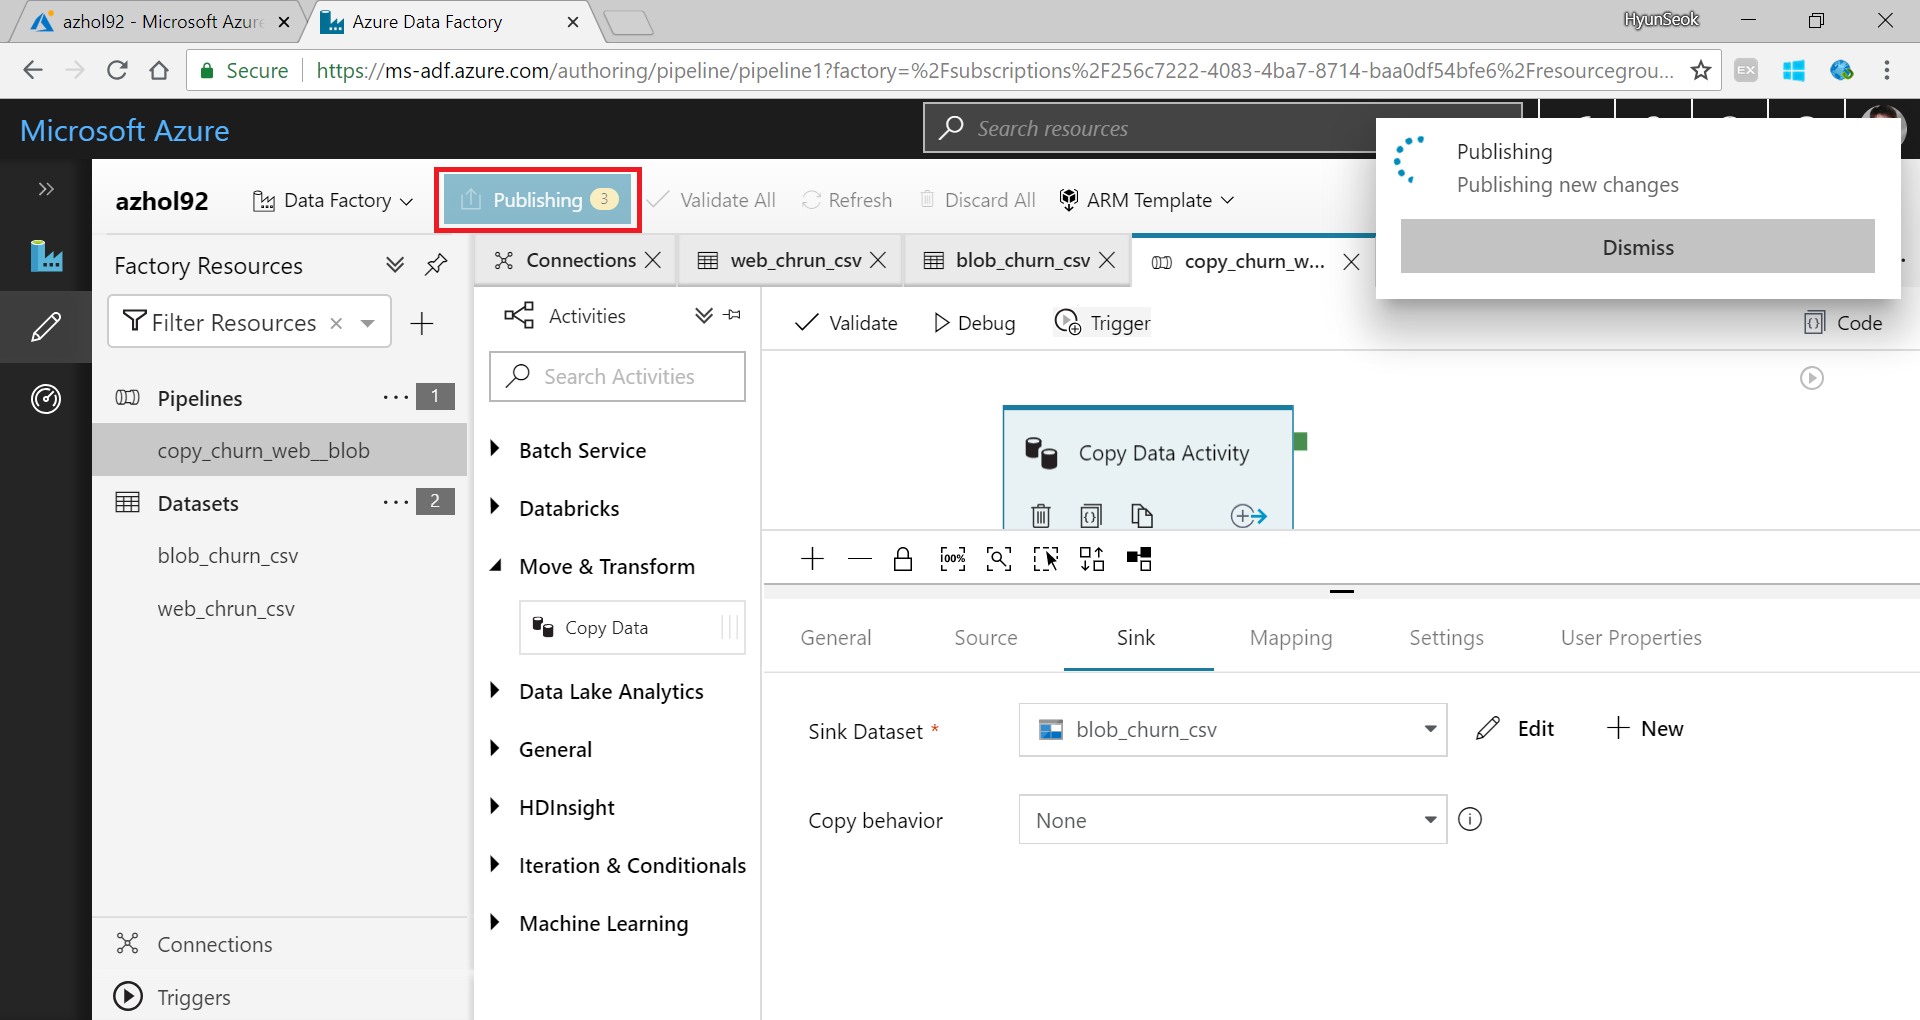 azhol92 - Microsoft Azure
Azure Data Factory
HyunSeok
Secure
https://ms-adf.azure.com/authoring/pipeline/pipeline1?factory=%2Fsubscriptions%2F256c7222-4083-4ba7-8714-baa0df54bfe6%2Fresourcegrou...
EX
Microsoft Azure
Search resources
Publishing
Publishing new changes
Dismiss
azhol92
Data Factory
Publishing 3
Validate All
Refresh
Discard All
ARM Template
Factory Resources
Connections
web_chrun_csv
blob_churn_csv
copy_churn_w...
Filter Resources
Activities
Validate
Debug
Trigger
Code
Search Activities
Pipelines
1
copy_churn_web__blob
Datasets
2
blob_churn_csv
web_chrun_csv
Batch Service
Databricks
Move & Transform
Copy Data
Data Lake Analytics
General
HDInsight
Iteration & Conditionals
Machine Learning
Copy Data Activity
100%
General
Source
Sink
Mapping
Settings
User Properties
Sink Dataset *
blob_churn_csv
Edit
New
Copy behavior
None
Connections
Triggers